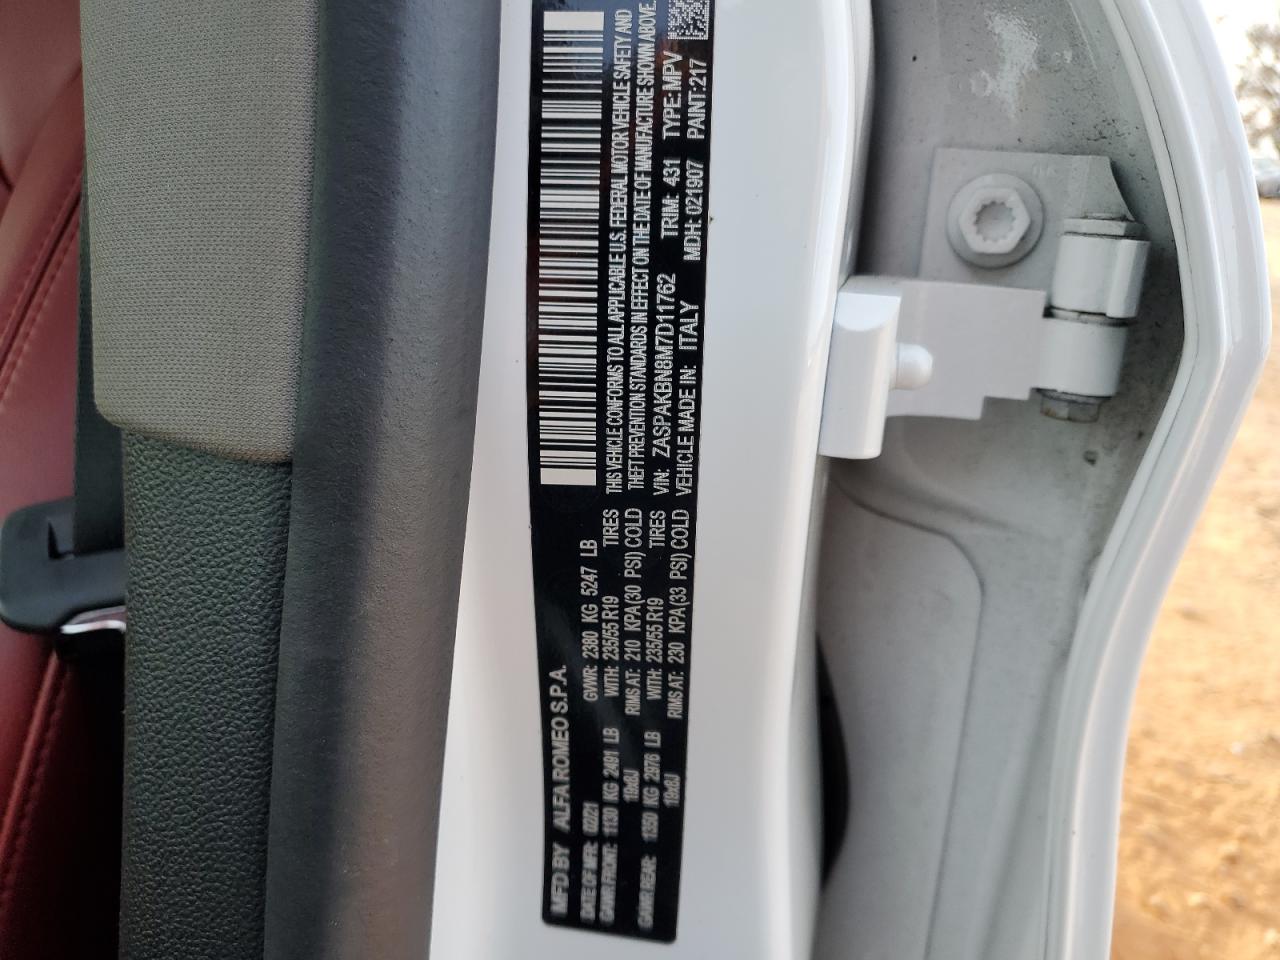 MFD BY ALFA ROMEO S.P.A.
DATE OF MFR: 02/21 GVWR: 2380 KG 5247 LB
GAWR FRONT: 1130 KG 2491 LB WITH: 235/55 R19 TIRES
19x8J RIMS AT: 210 KPA(30 PSI) COLD
GAWR REAR: 1350 KG 2976 LB WITH: 235/55 R19 TIRES
19x8J RIMS AT: 230 KPA(33 PSI) COLD
THIS VEHICLE CONFORMS TO ALL APPLICABLE U.S. FEDERAL MOTOR VEHICLE SAFETY AND
THEFT PREVENTION STANDARDS IN EFFECT ON THE DATE OF MANUFACTURE SHOWN ABOVE.
VIN: ZASPAKBN8M7D11762 TRIM: 431 TYPE: MPV
VEHICLE MADE IN: ITALY MDH: 021907 PAINT: 217